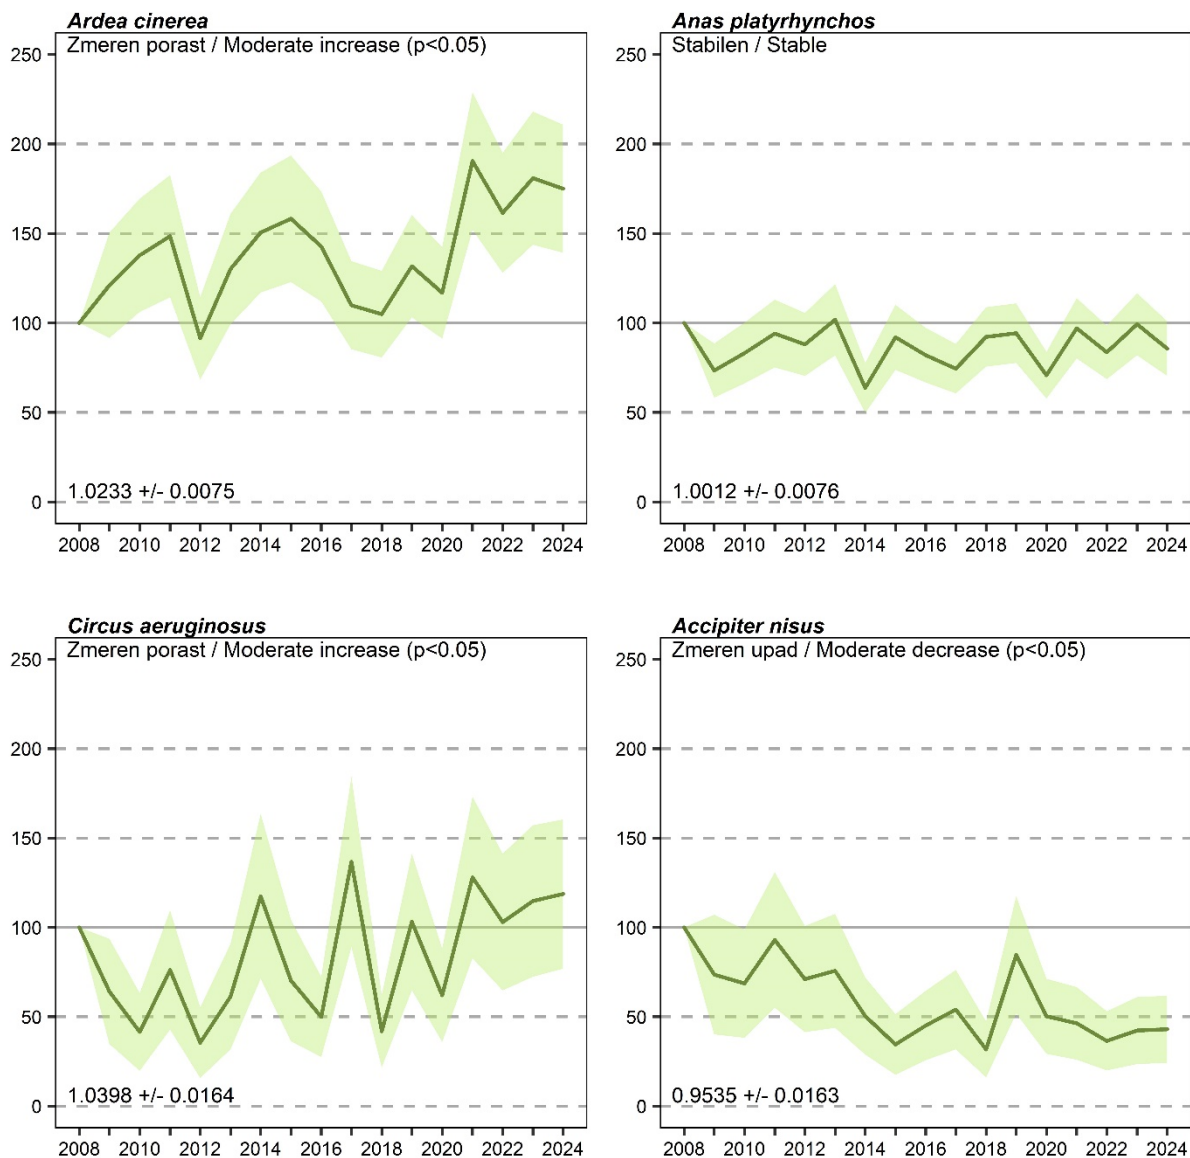 Ardea cinerea
Zmeren porast / Moderate increase (p<0.05)
250
200
150
100
50
0
1.0233 +/- 0.0075
2008 2010 2012 2014 2016 2018 2020 2022 2024
Anas platyrhynchos
Stabilen / Stable
250
200
150
100
50
0
1.0012 +/- 0.0076
2008 2010 2012 2014 2016 2018 2020 2022 2024
Circus aeruginosus
Zmeren porast / Moderate increase (p<0.05)
250
200
150
100
50
0
1.0398 +/- 0.0164
2008 2010 2012 2014 2016 2018 2020 2022 2024
Accipiter nisus
Zmeren upad / Moderate decrease (p<0.05)
250
200
150
100
50
0
0.9535 +/- 0.0163
2008 2010 2012 2014 2016 2018 2020 2022 2024